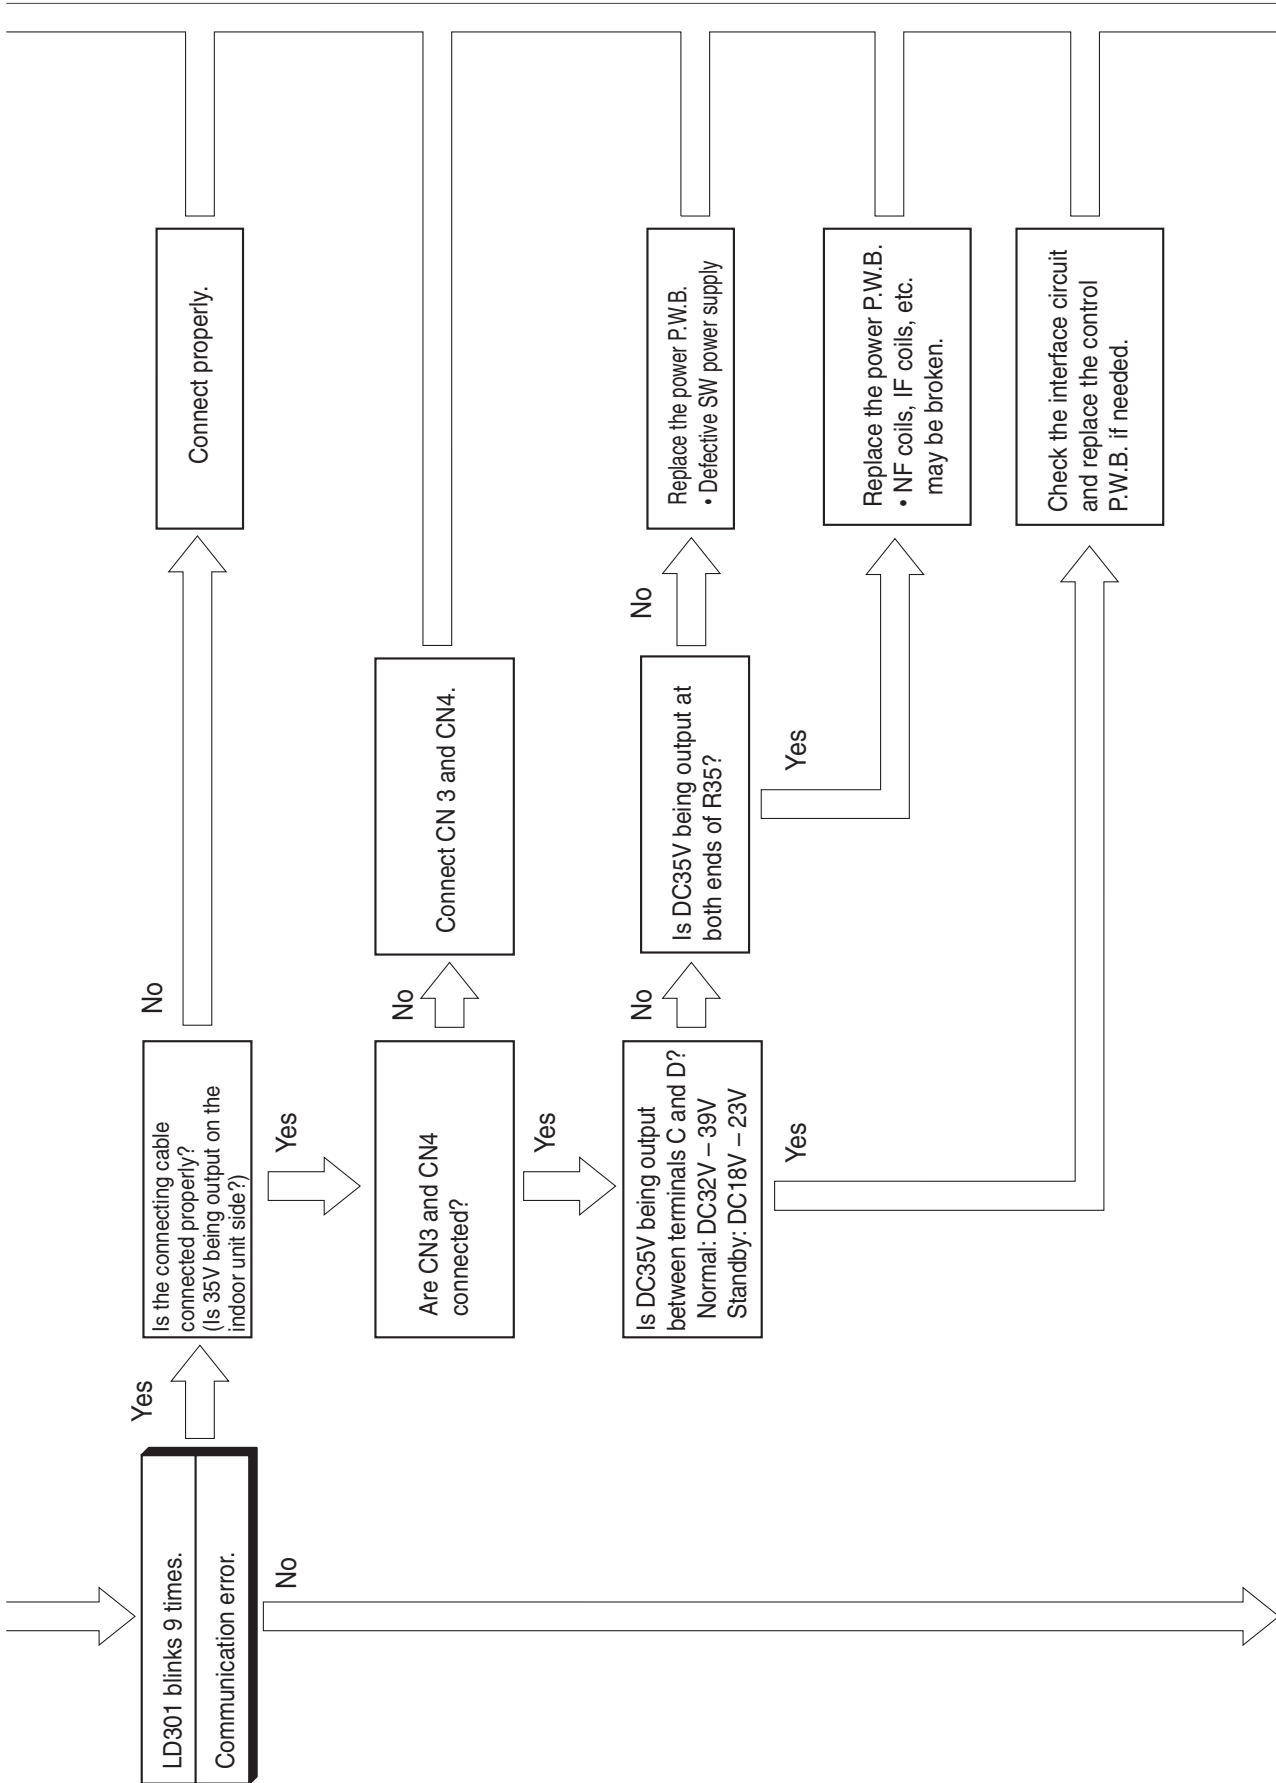 LD301 blinks 9 times.
Communication error.
Yes
No
Is the connecting cable
connected properly?
(Is 35V being output on the
indoor unit side?)
No
Connect properly.
Yes
Are CN3 and CN4
connected?
No
Connect CN 3 and CN4.
Yes
Is DC35V being output
between terminals C and D?
Normal: DC32V – 39V
Standby: DC18V – 23V
No
Is DC35V being output at
both ends of R35?
No
Replace the power P.W.B.
• Defective SW power supply
Yes
Replace the power P.W.B.
• NF coils, IF coils, etc.
may be broken.
Yes
Check the interface circuit
and replace the control
P.W.B. if needed.